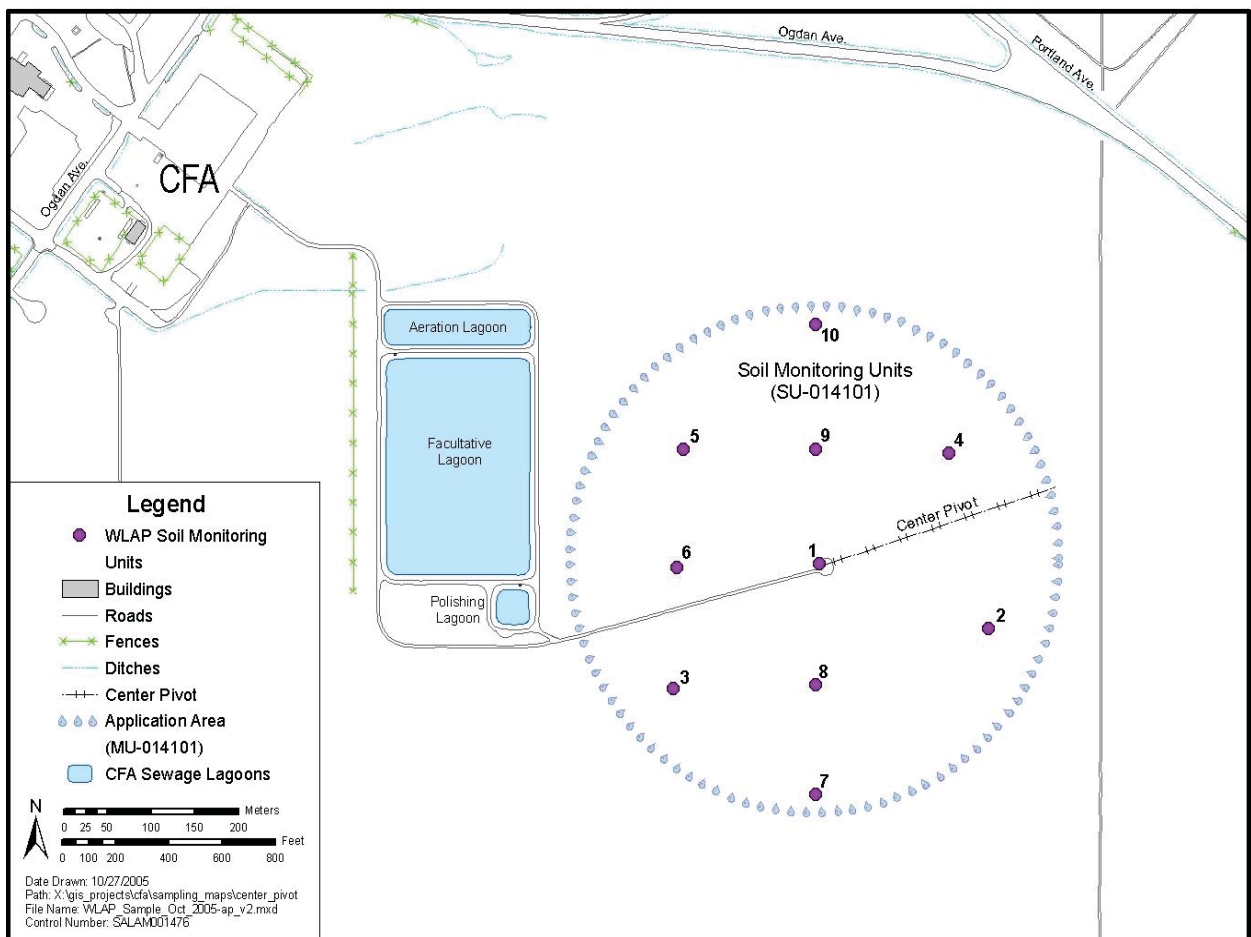 Ogdan Ave.
Portland Ave.
CFA
Ogdan Ave.
Aeration Lagoon
10
Soil Monitoring Units
(SU-014101)
5
9
4
Facultative
Lagoon
Center Pivot
6
1
Polishing
Lagoon
2
3
8
7
Legend
WLAP Soil Monitoring
Units
Buildings
Roads
Fences
Ditches
Center Pivot
Application Area
(MU-014101)
CFA Sewage Lagoons
N
Meters
0 25 50 100 150 200
Feet
0 100 200 400 600 800
Date Drawn: 10/27/2005
Path: X:\gis_projects\cfa\sampling_maps\center_pivot
File Name: WLAP_Sample_Oct_2005-ap_v2.mxd
Control Number: SALAM001476